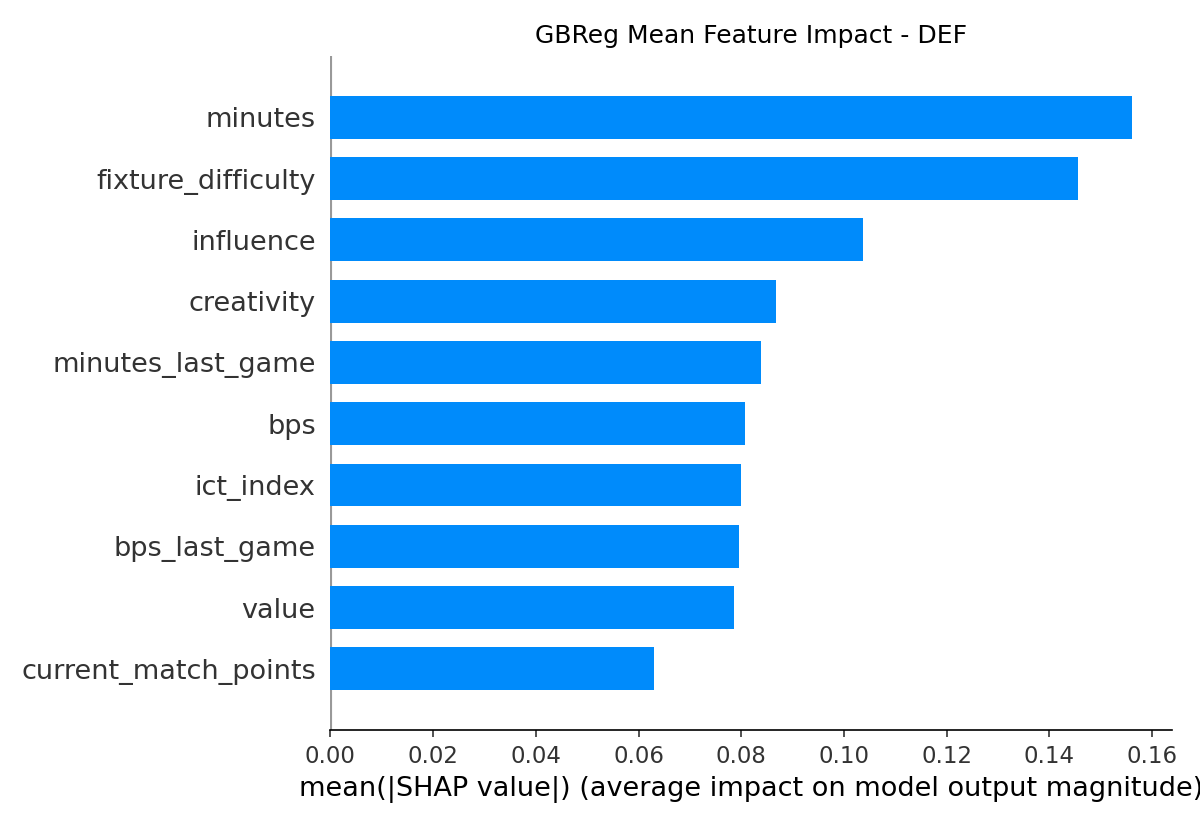 GBReg Mean Feature Impact - DEF
minutes
fixture_difficulty
influence
creativity
minutes_last_game
bps
ict_index
bps_last_game
value
current_match_points
0.00 0.02 0.04 0.06 0.08 0.10 0.12 0.14 0.16
mean(|SHAP value|) (average impact on model output magnitude)